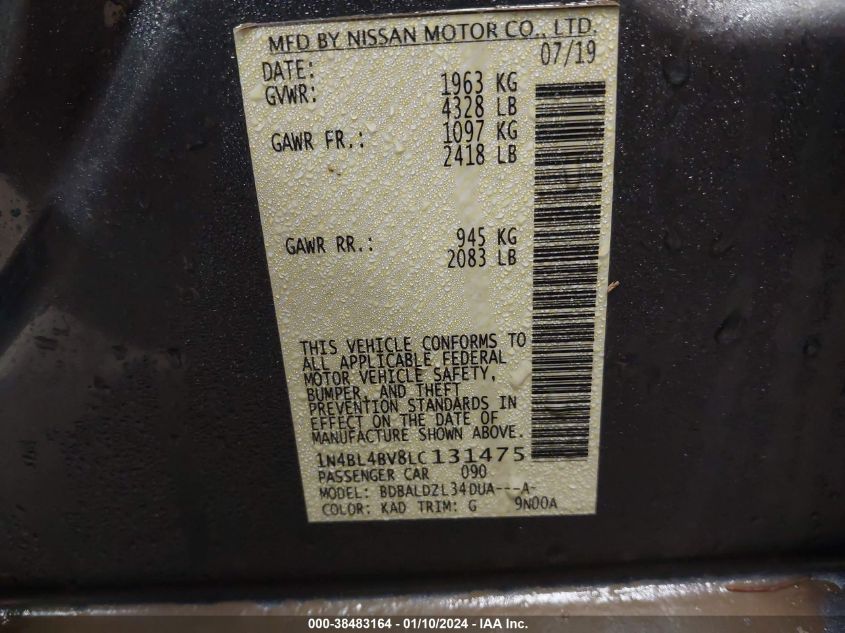 MFD BY NISSAN MOTOR CO., LTD.
DATE: 07/19
GVWR: 1963 KG
4328 LB
GAWR FR.: 1097 KG
2418 LB
GAWR RR.: 945 KG
2083 LB
THIS VEHICLE CONFORMS TO
ALL APPLICABLE FEDERAL
MOTOR VEHICLE SAFETY,
BUMPER, AND THEFT
PREVENTION STANDARDS IN
EFFECT ON THE DATE OF
MANUFACTURE SHOWN ABOVE.
1N4BL4BV8LC131475
PASSENGER CAR 090
MODEL: BDBALDZL34DUA---A-
COLOR: KAD TRIM: G 9N00A
000-38483164 - 01/10/2024 - IAA Inc.